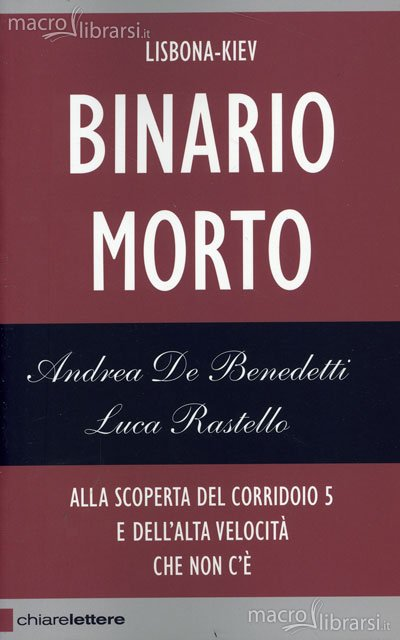 macrolibrarsi.it
LISBONA-KIEV
BINARIO
MORTO
Andrea De Benedetti
Luca Rastello
ALLA SCOPERTA DEL CORRIDOIO 5
E DELL'ALTA VELOCITÀ
CHE NON C'È
chiarelettere
macrolibrarsi.it